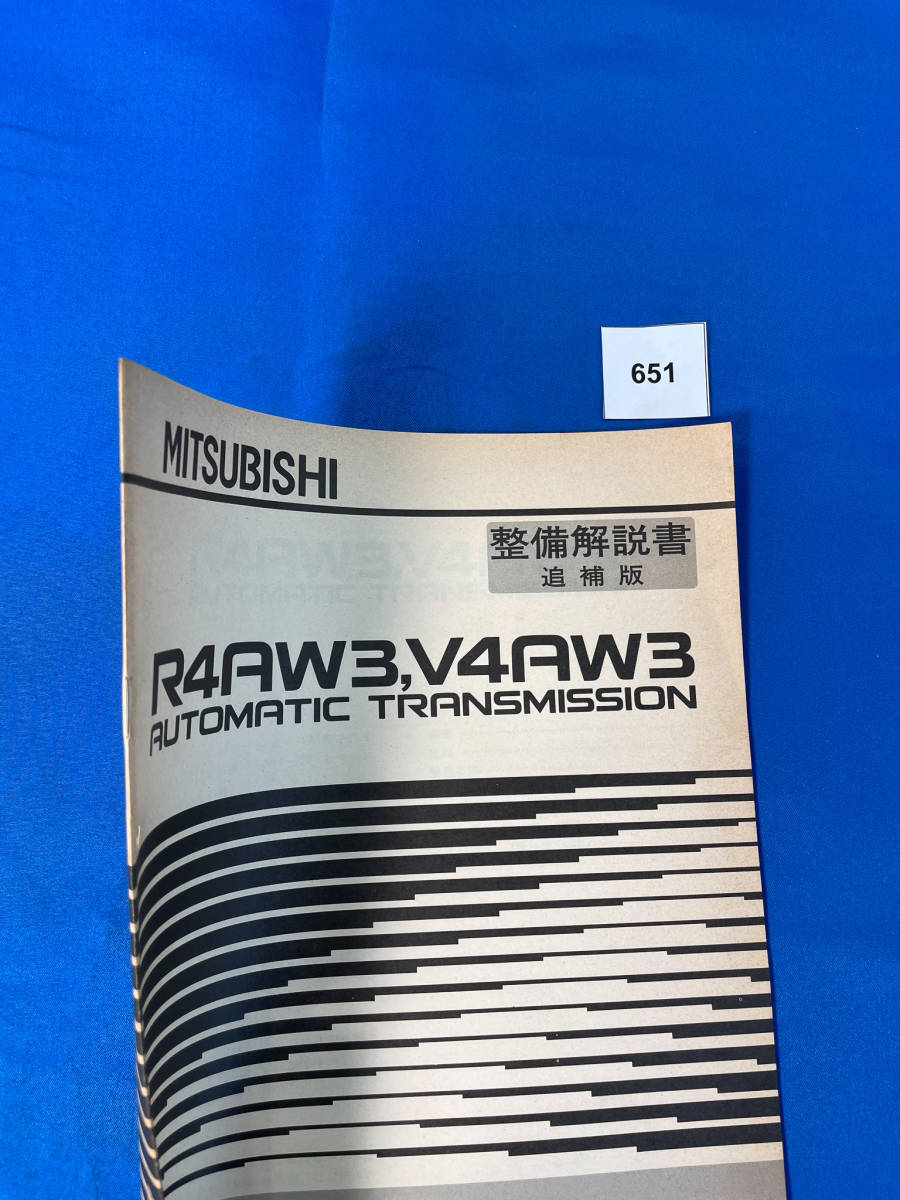 651
MITSUBISHI
整備解説書
追補版
R4AW3,V4AW3
AUTOMATIC TRANSMISSION